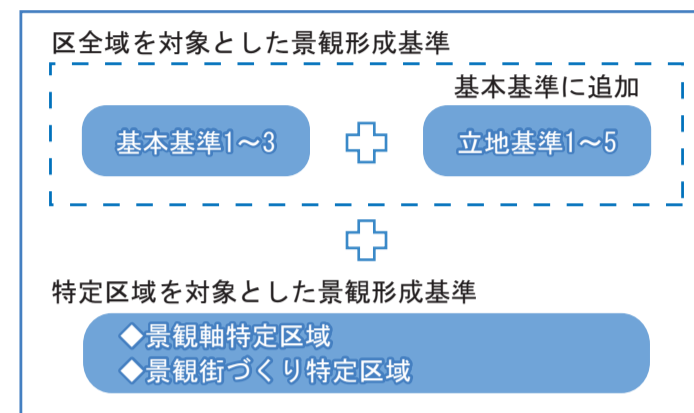 区全域を対象とした景観形成基準
基本基準に追加
基本基準1～3
立地基準1～5
特定区域を対象とした景観形成基準
◆景観軸特定区域
◆景観街づくり特定区域